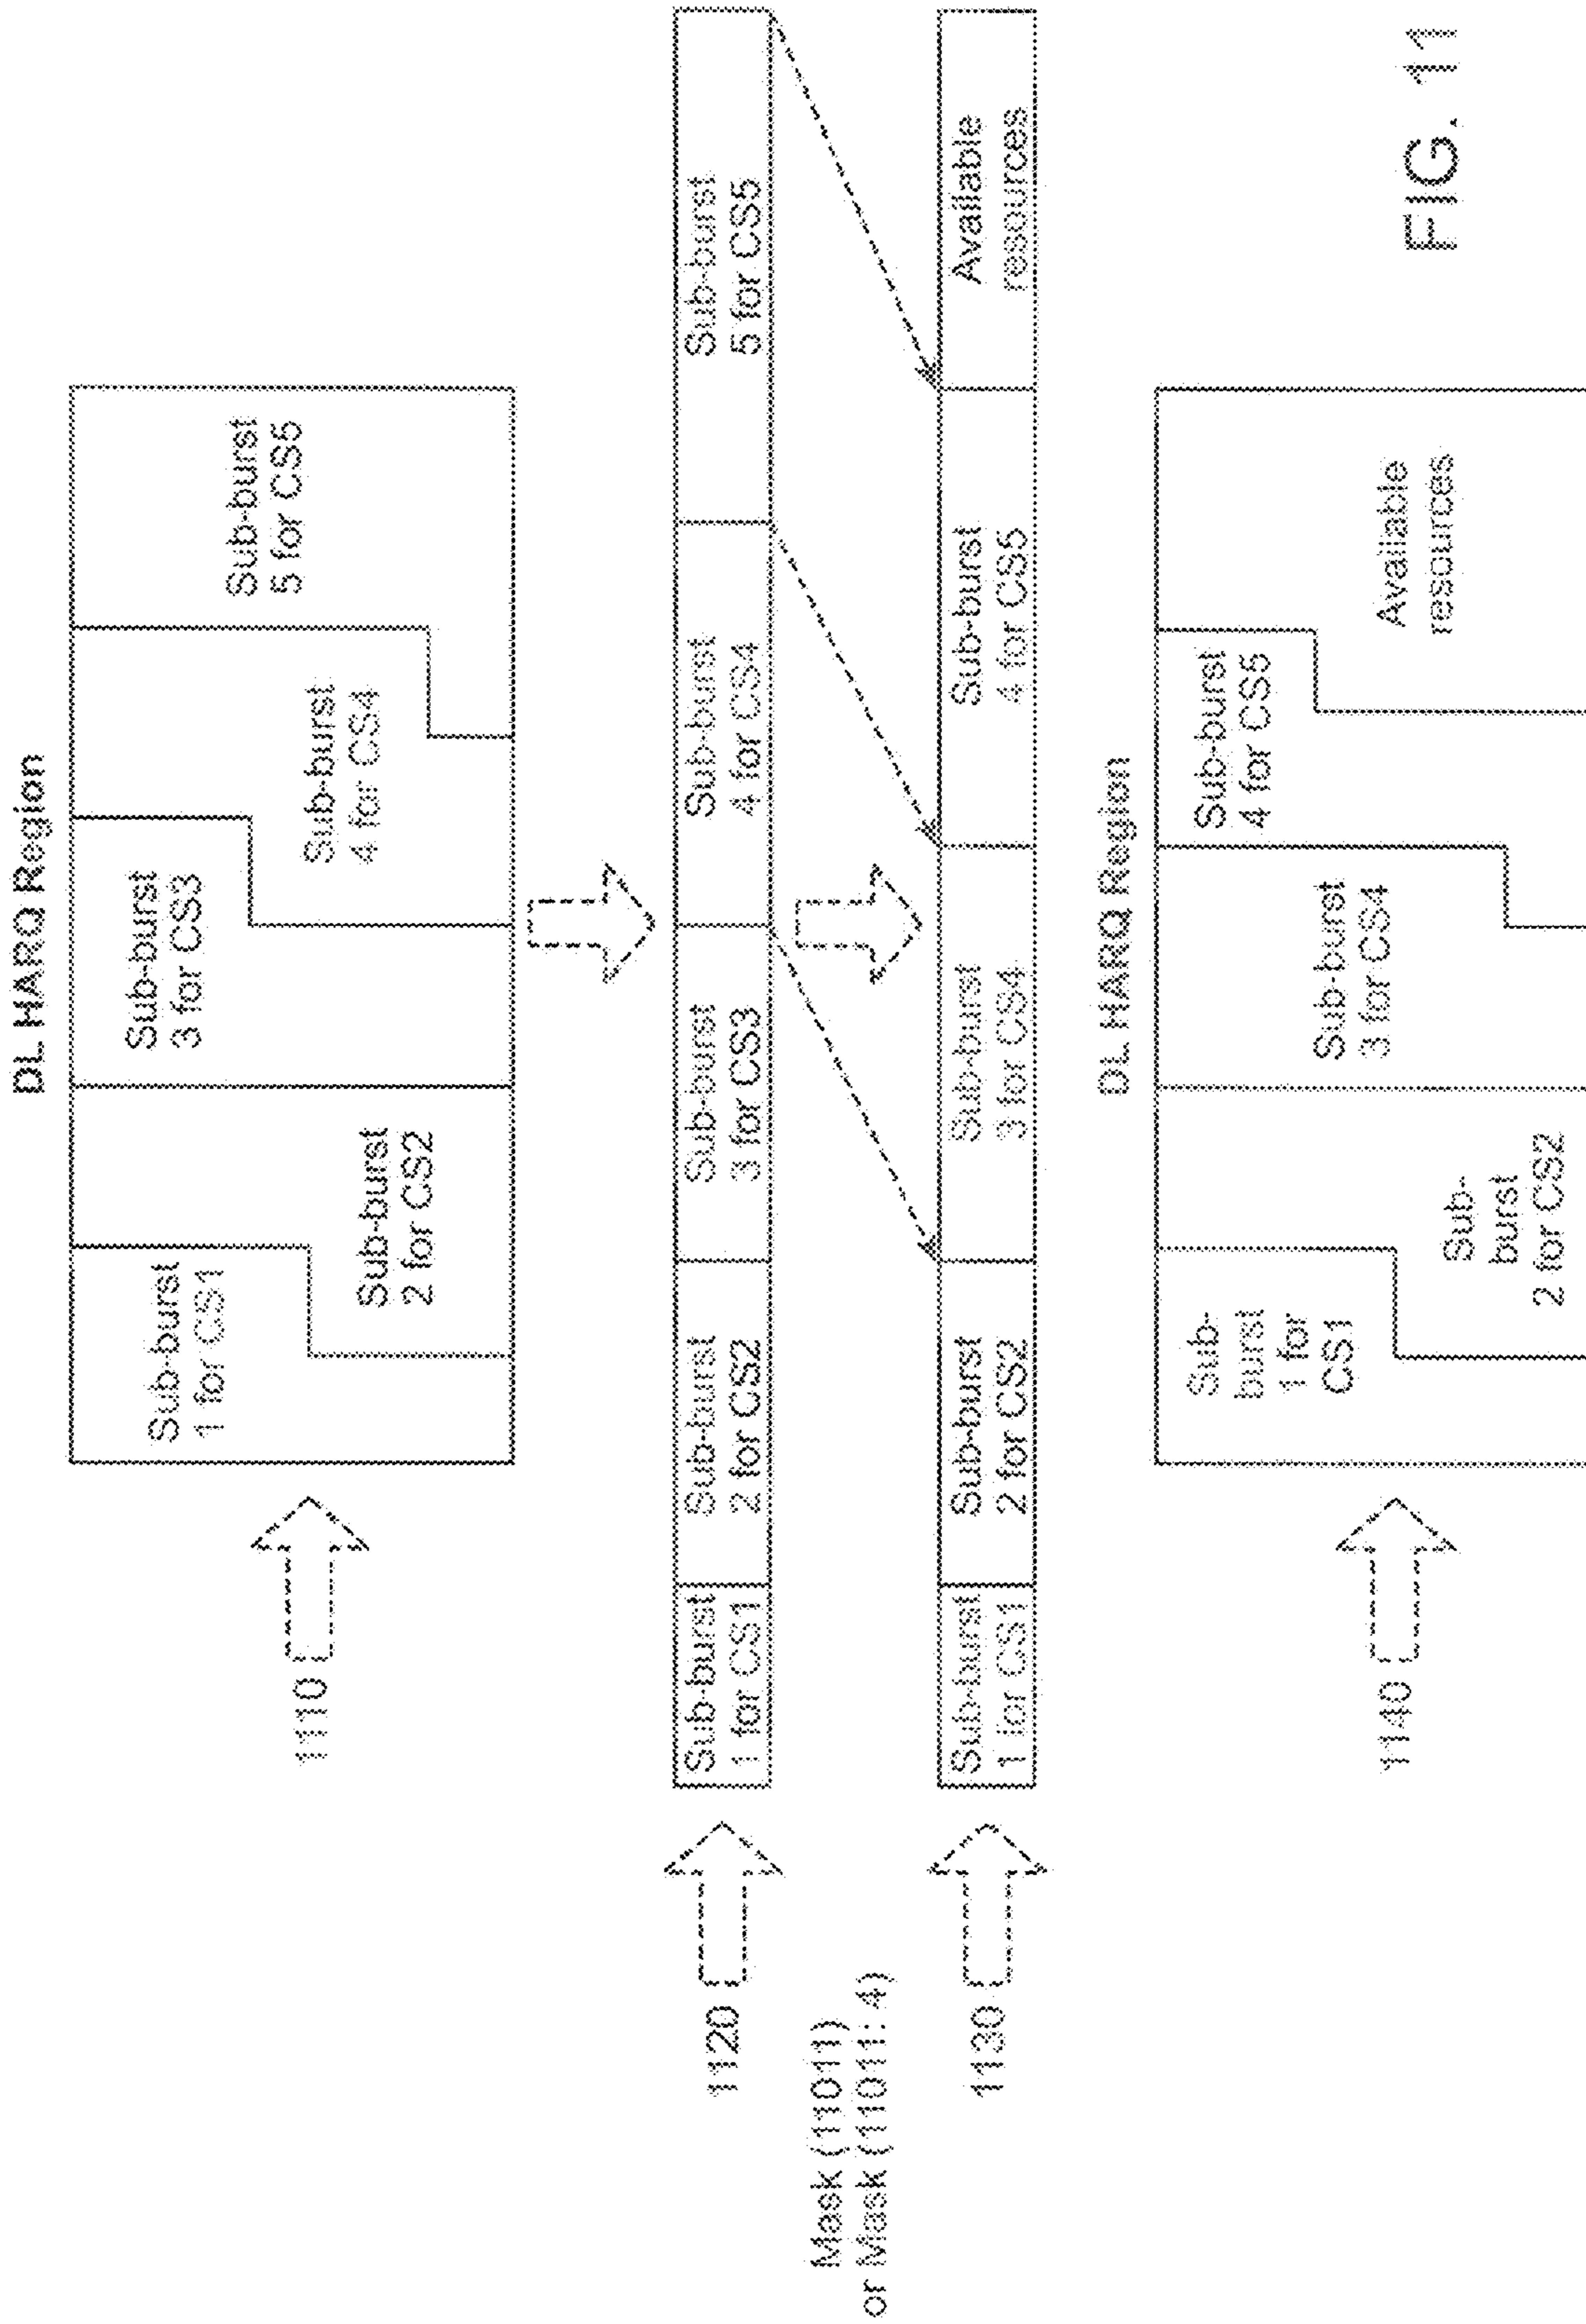 DL HARQ Region
1110
Sub-burst
1 for CS1
Sub-burst
2 for CS2
Sub-burst
3 for CS3
Sub-burst
4 for CS4
Sub-burst
5 for CS5
1120
Sub-burst
1 for CS1
Sub-burst
2 for CS2
Sub-burst
3 for CS3
Sub-burst
4 for CS4
Sub-burst
5 for CS5
Mask (11011)
or Mask (11011: 4)
1130
Sub-burst
1 for CS1
Sub-burst
2 for CS2
Sub-burst
3 for CS4
Sub-burst
4 for CS5
Available
resources
DL HARQ Region
1140
Sub-
burst
1 for
CS1
Sub-
burst
2 for CS2
Sub-burst
3 for CS4
Sub-burst
4 for CS5
Available
resources
FIG. 11